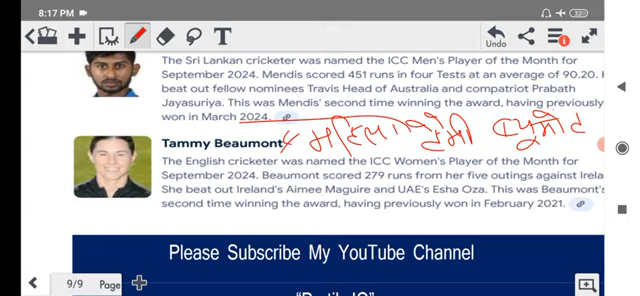 8:17 PM
32
T
Undo
Share
Menu
The Sri Lankan cricketer was named the ICC Men's Player of the Month for
September 2024. Mendis scored 451 runs in four Tests at an average of 90.20. H
beat out fellow nominees Travis Head of Australia and compatriot Prabath
Jayasuriya. This was Mendis' second time winning the award, having previously
won in March 2024.
Tammy Beaumont
The English cricketer was named the ICC Women's Player of the Month for
September 2024. Beaumont scored 279 runs from her five outings against Irelan
She beat out Ireland's Aimee Maguire and UAE's Esha Oza. This was Beaumont's
second time winning the award, having previously won in February 2021.
Please Subscribe My YouTube Channel
9/9 Page